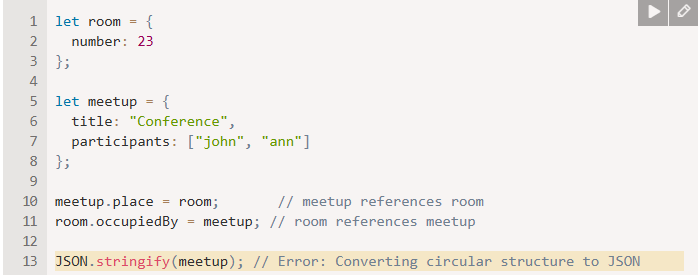 1 let room = {
2   number: 23
3 };
4
5 let meetup = {
6   title: "Conference",
7   participants: ["john", "ann"]
8 };
9
10 meetup.place = room;       // meetup references room
11 room.occupiedBy = meetup; // room references meetup
12
13 JSON.stringify(meetup); // Error: Converting circular structure to JSON